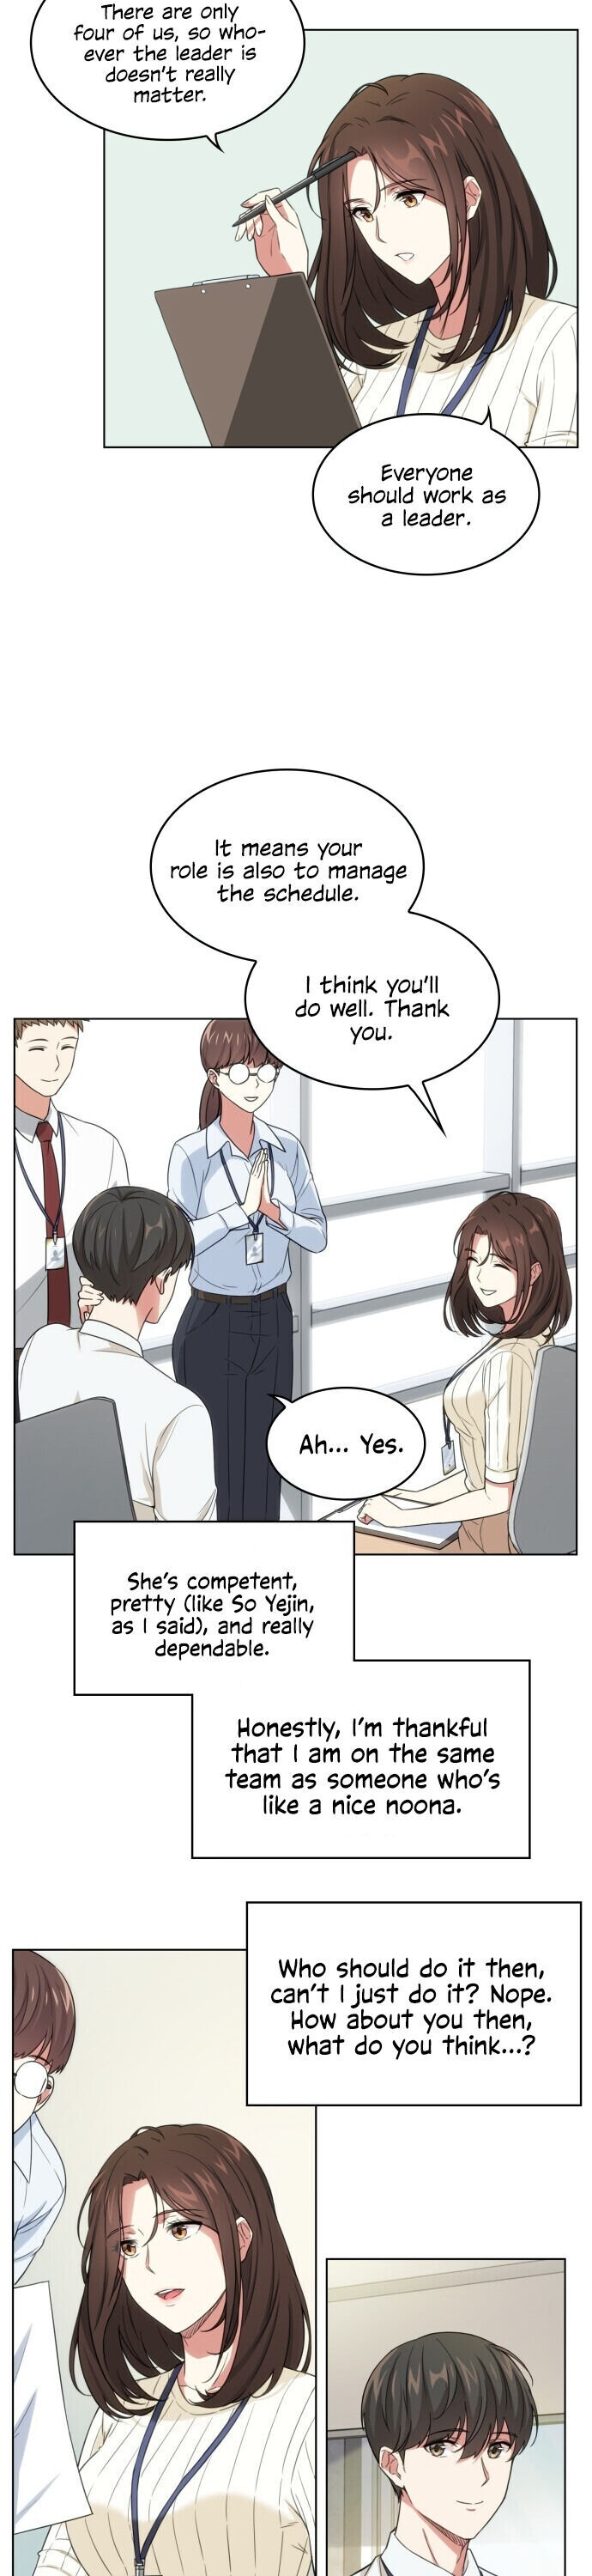 There are only
four of us, so who-
ever the leader is
doesn't really
matter.
Everyone
should work as
a leader.
It means your
role is also to manage
the schedule.
I think you'll
do well. Thank
you.
Ah... Yes.
She's competent,
pretty (like So Yejin,
as I said), and really
dependable.
Honestly, I'm thankful
that I am on the same
team as someone who's
like a nice noona.
Who should do it then,
can't I just do it? Nope.
How about you then,
what do you think...?